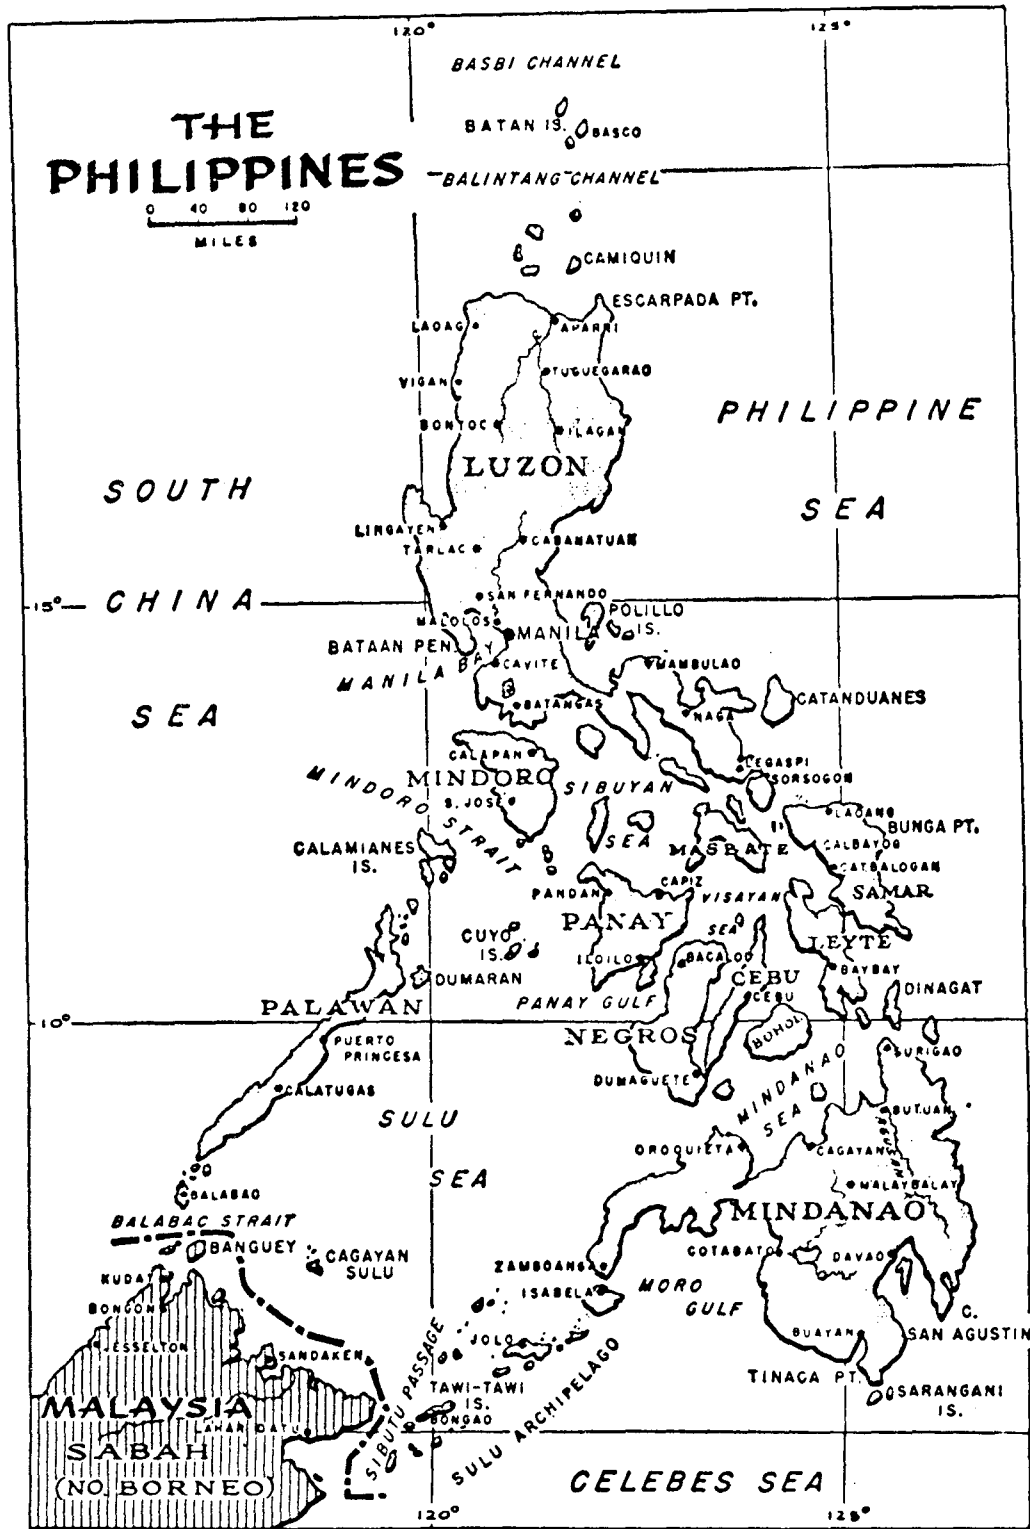 120°
125°
BASBI CHANNEL
BATAN IS.
BASCO
THE
PHILIPPINES
BALINTANG CHANNEL
0 40 80 120
MILES
CAMIQUIN
ESCARPADA PT.
LAOAG
APARRI
VIGAN
TUGUEGARAO
BONTOC
ILAGAN
PHILIPPINE
LUZON
SOUTH
SEA
LINGAYEN
TARLAC
CABANATUAN
15°
CHINA
SAN FERNANDO
POLILLO
IS.
MALOLOS
MANILA
BATAAN PEN.
MANILA BAY
CAVITE
MAMBULAO
SEA
BATANGAS
NAGA
CATANDUANES
CALAPAN
LEGASPI
SORSOGON
MINDORO
MINDORO STRAIT
SIBUYAN
SEA
S. JOSE
LAOANG
BUNGA PT.
CALAMIANES
IS.
MASBATE
CALBAYOG
CATBALOGAN
SAMAR
PANDAN
CAPIZ
VISAYAN
SEA
PANAY
CUYO
IS.
LEYTE
ILOILO
BACALOD
BAYBAY
DUMARAN
CEBU
CEBU
DINAGAT
PALAWAN
PANAY GULF
10°
NEGROS
BOHOL
PUERTO
PRINCESA
SURIGAO
CALATUGAS
DUMAGUETE
MINDANAO
SEA
SULU
SEA
BUTUAN
OROQUIETA
CAGAYAN
MALAYBALAY
BALABAO
MINDANAO
BALABAC STRAIT
BANGUEY
CAGAYAN
SULU
COTABATO
DAVAO
KUDAT
ZAMBOANGA
ISABELA
MORO
GULF
BONGON
C.
SAN AGUSTIN
JESSELTON
JOLO
BUAYAN
SANDAKEN
SIBUTU PASSAGE
TINACA PT.
TAWI-TAWI
IS.
SARANGANI
IS.
MALAYSIA
BONGAO
SULU ARCHIPELAGO
SABAH
(NO. BORNEO)
CELEBES SEA
120°
125°